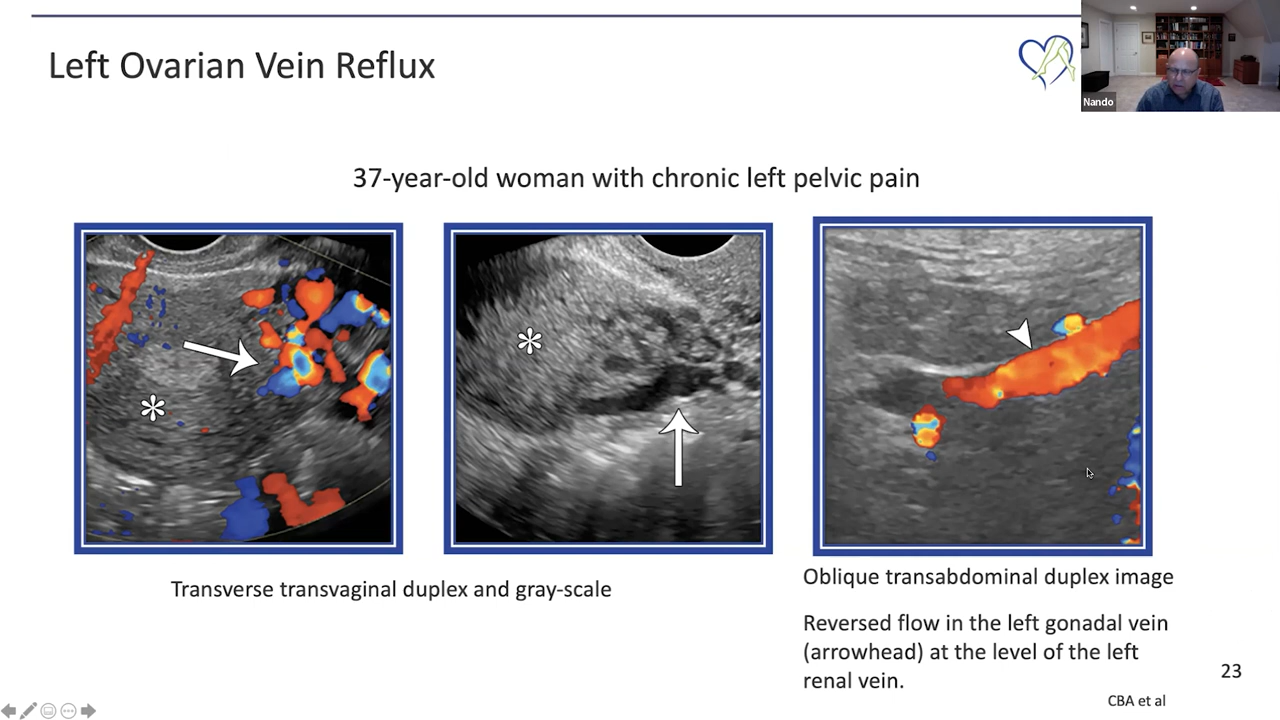 Left Ovarian Vein Reflux
Nando
37-year-old woman with chronic left pelvic pain
*
*
Transverse transvaginal duplex and gray-scale
Oblique transabdominal duplex image
Reversed flow in the left gonadal vein
(arrowhead) at the level of the left
renal vein.
23
CBA et al